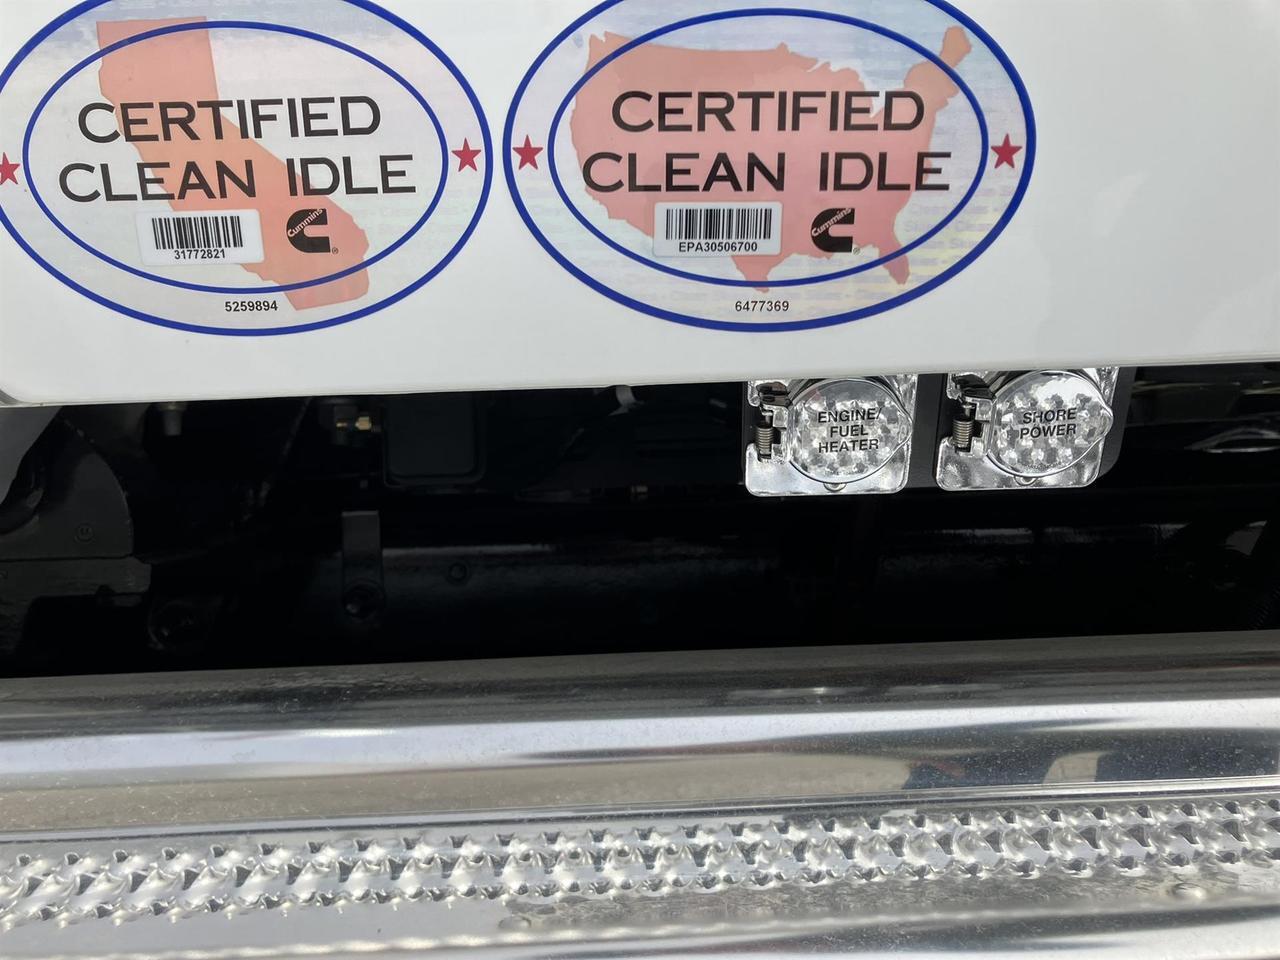 CERTIFIED
CLEAN IDLE
31772821
Cummins
5259894
CERTIFIED
CLEAN IDLE
EPA30506700
Cummins
6477369
ENGINE/
FUEL
HEATER
SHORE
POWER